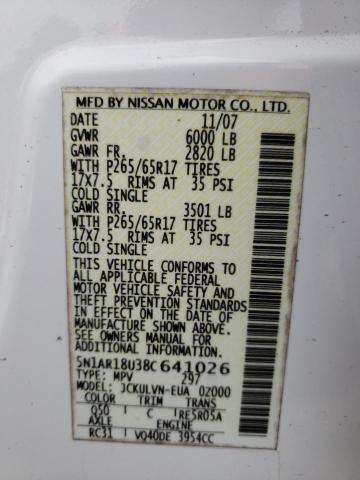 MFD BY NISSAN MOTOR CO., LTD.
DATE 11/07
GVWR 6000 LB
GAWR FR. 2820 LB
WITH P265/65R17 TIRES
17X7.5 RIMS AT 35 PSI
COLD SINGLE
GAWR RR. 3501 LB
WITH P265/65R17 TIRES
17X7.5 RIMS AT 35 PSI
COLD SINGLE
THIS VEHICLE CONFORMS TO
ALL APPLICABLE FEDERAL
MOTOR VEHICLE SAFETY AND
THEFT PREVENTION STANDARDS
IN EFFECT ON THE DATE OF
MANUFACTURE SHOWN ABOVE.
SEE OWNERS MANUAL FOR
ADDITIONAL INFORMATION.
5N1AR18U38C641026
TYPE: MPV 297
MODEL: JCKULVN-EUA 02000
COLOR TRIM TRANS
Q50 C RE5R05A
AXLE ENGINE
RC31 VQ40DE 3954CC